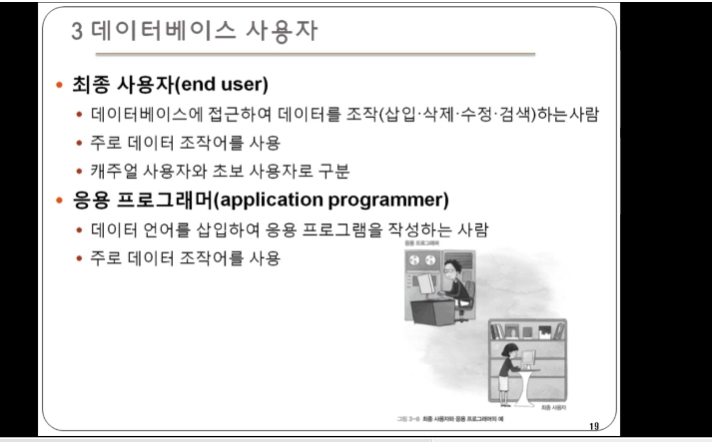 3 데이터베이스 사용자
• 최종 사용자(end user)
• 데이터베이스에 접근하여 데이터를 조작(삽입·삭제·수정·검색)하는사람
• 주로 데이터 조작어를 사용
• 캐주얼 사용자와 초보 사용자로 구분
• 응용 프로그래머(application programmer)
• 데이터 언어를 삽입하여 응용 프로그램을 작성하는 사람
• 주로 데이터 조작어를 사용
응용 프로그래머
최종 사용자
그림 3-8 최종 사용자와 응용 프로그래머의 예
19